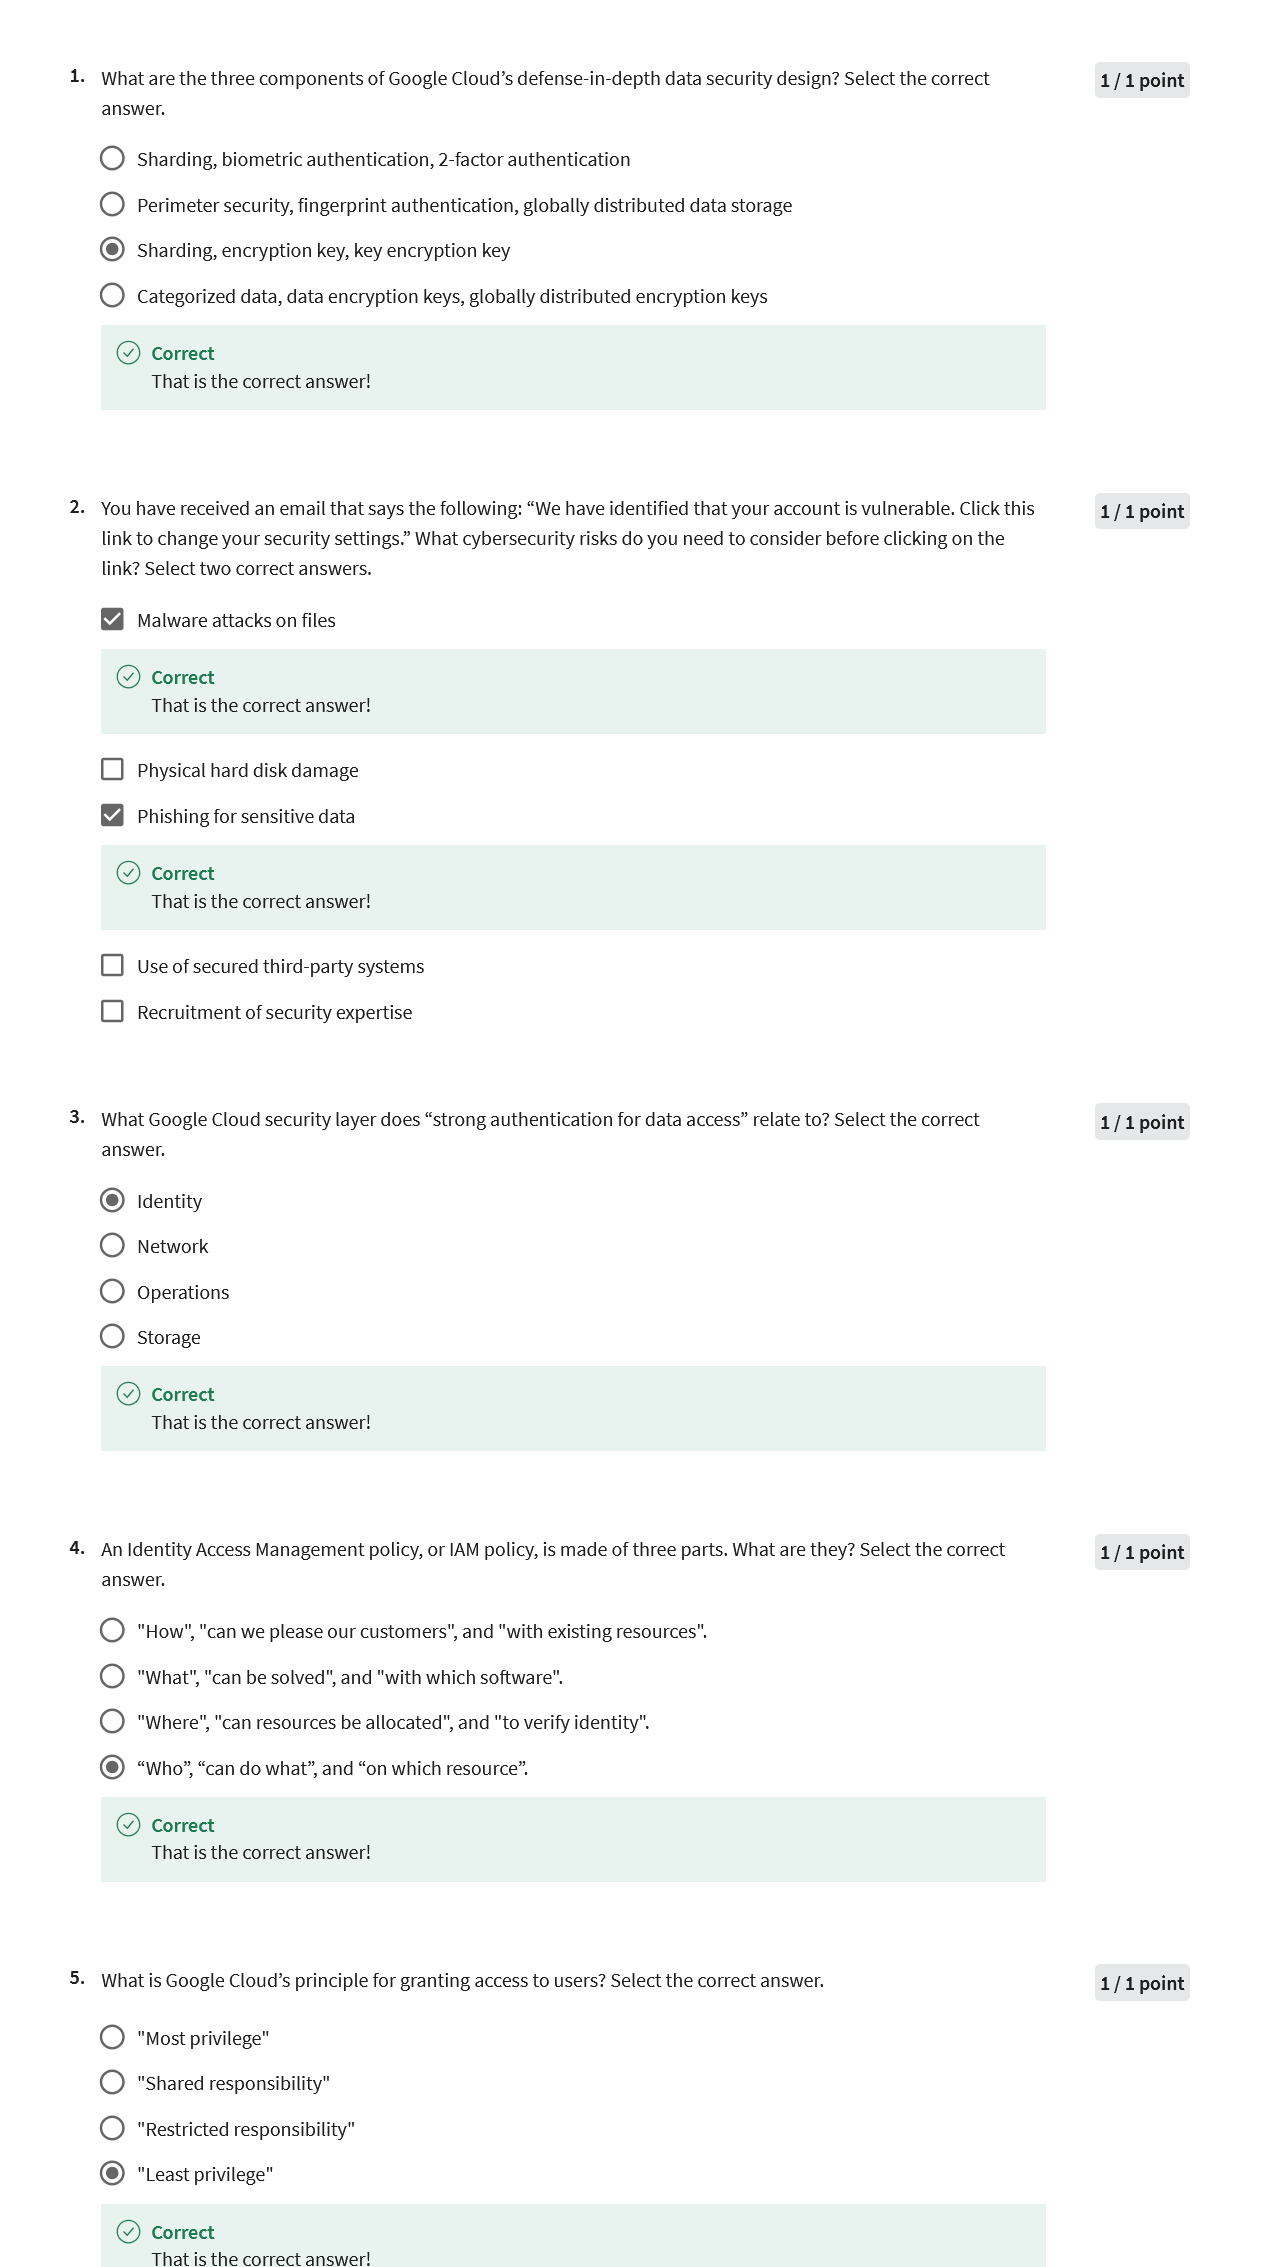 1. What are the three components of Google Cloud’s defense-in-depth data security design? Select the correct
answer.
1 / 1 point
Sharding, biometric authentication, 2-factor authentication
Perimeter security, fingerprint authentication, globally distributed data storage
Sharding, encryption key, key encryption key
Categorized data, data encryption keys, globally distributed encryption keys
Correct
That is the correct answer!
2. You have received an email that says the following: “We have identified that your account is vulnerable. Click this
link to change your security settings.” What cybersecurity risks do you need to consider before clicking on the
link? Select two correct answers.
1 / 1 point
Malware attacks on files
Correct
That is the correct answer!
Physical hard disk damage
Phishing for sensitive data
Correct
That is the correct answer!
Use of secured third-party systems
Recruitment of security expertise
3. What Google Cloud security layer does “strong authentication for data access” relate to? Select the correct
answer.
1 / 1 point
Identity
Network
Operations
Storage
Correct
That is the correct answer!
4. An Identity Access Management policy, or IAM policy, is made of three parts. What are they? Select the correct
answer.
1 / 1 point
"How", "can we please our customers", and "with existing resources".
"What", "can be solved", and "with which software".
"Where", "can resources be allocated", and "to verify identity".
“Who”, “can do what”, and “on which resource”.
Correct
That is the correct answer!
5. What is Google Cloud’s principle for granting access to users? Select the correct answer.
1 / 1 point
"Most privilege"
"Shared responsibility"
"Restricted responsibility"
"Least privilege"
Correct
That is the correct answer!